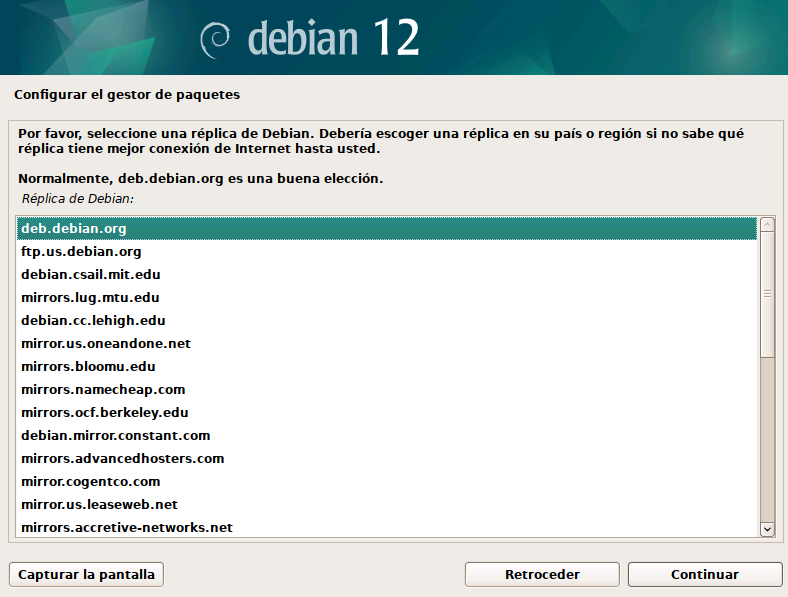 debian 12
Configurar el gestor de paquetes
Por favor, seleccione una réplica de Debian. Debería escoger una réplica en su país o región si no sabe qué
réplica tiene mejor conexión de Internet hasta usted.
Normalmente, deb.debian.org es una buena elección.
Réplica de Debian:
deb.debian.org
ftp.us.debian.org
debian.csail.mit.edu
mirrors.lug.mtu.edu
debian.cc.lehigh.edu
mirror.us.oneandone.net
mirrors.bloomu.edu
mirrors.namecheap.com
mirrors.ocf.berkeley.edu
debian.mirror.constant.com
mirrors.advancedhosters.com
mirror.cogentco.com
mirror.us.leaseweb.net
mirrors.accretive-networks.net
Capturar la pantalla
Retroceder
Continuar